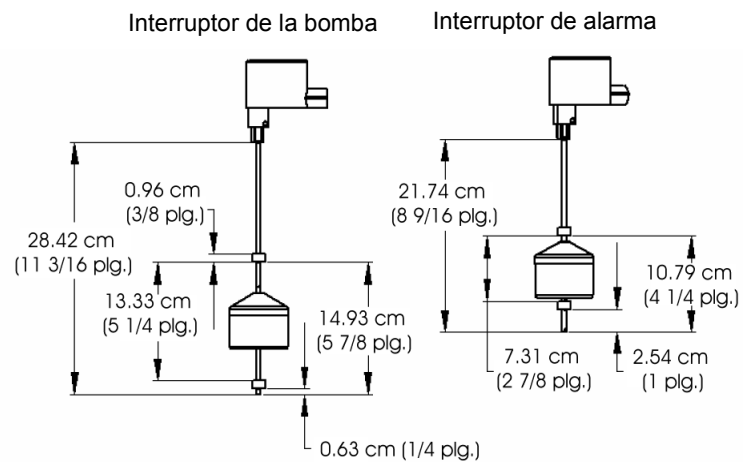 Interruptor de la bomba
Interruptor de alarma
0.96 cm
(3/8 plg.)
28.42 cm
(11 3/16 plg.)
13.33 cm
(5 1/4 plg.)
14.93 cm
(5 7/8 plg.)
0.63 cm (1/4 plg.)
21.74 cm
(8 9/16 plg.)
10.79 cm
(4 1/4 plg.)
7.31 cm
(2 7/8 plg.)
2.54 cm
(1 plg.)